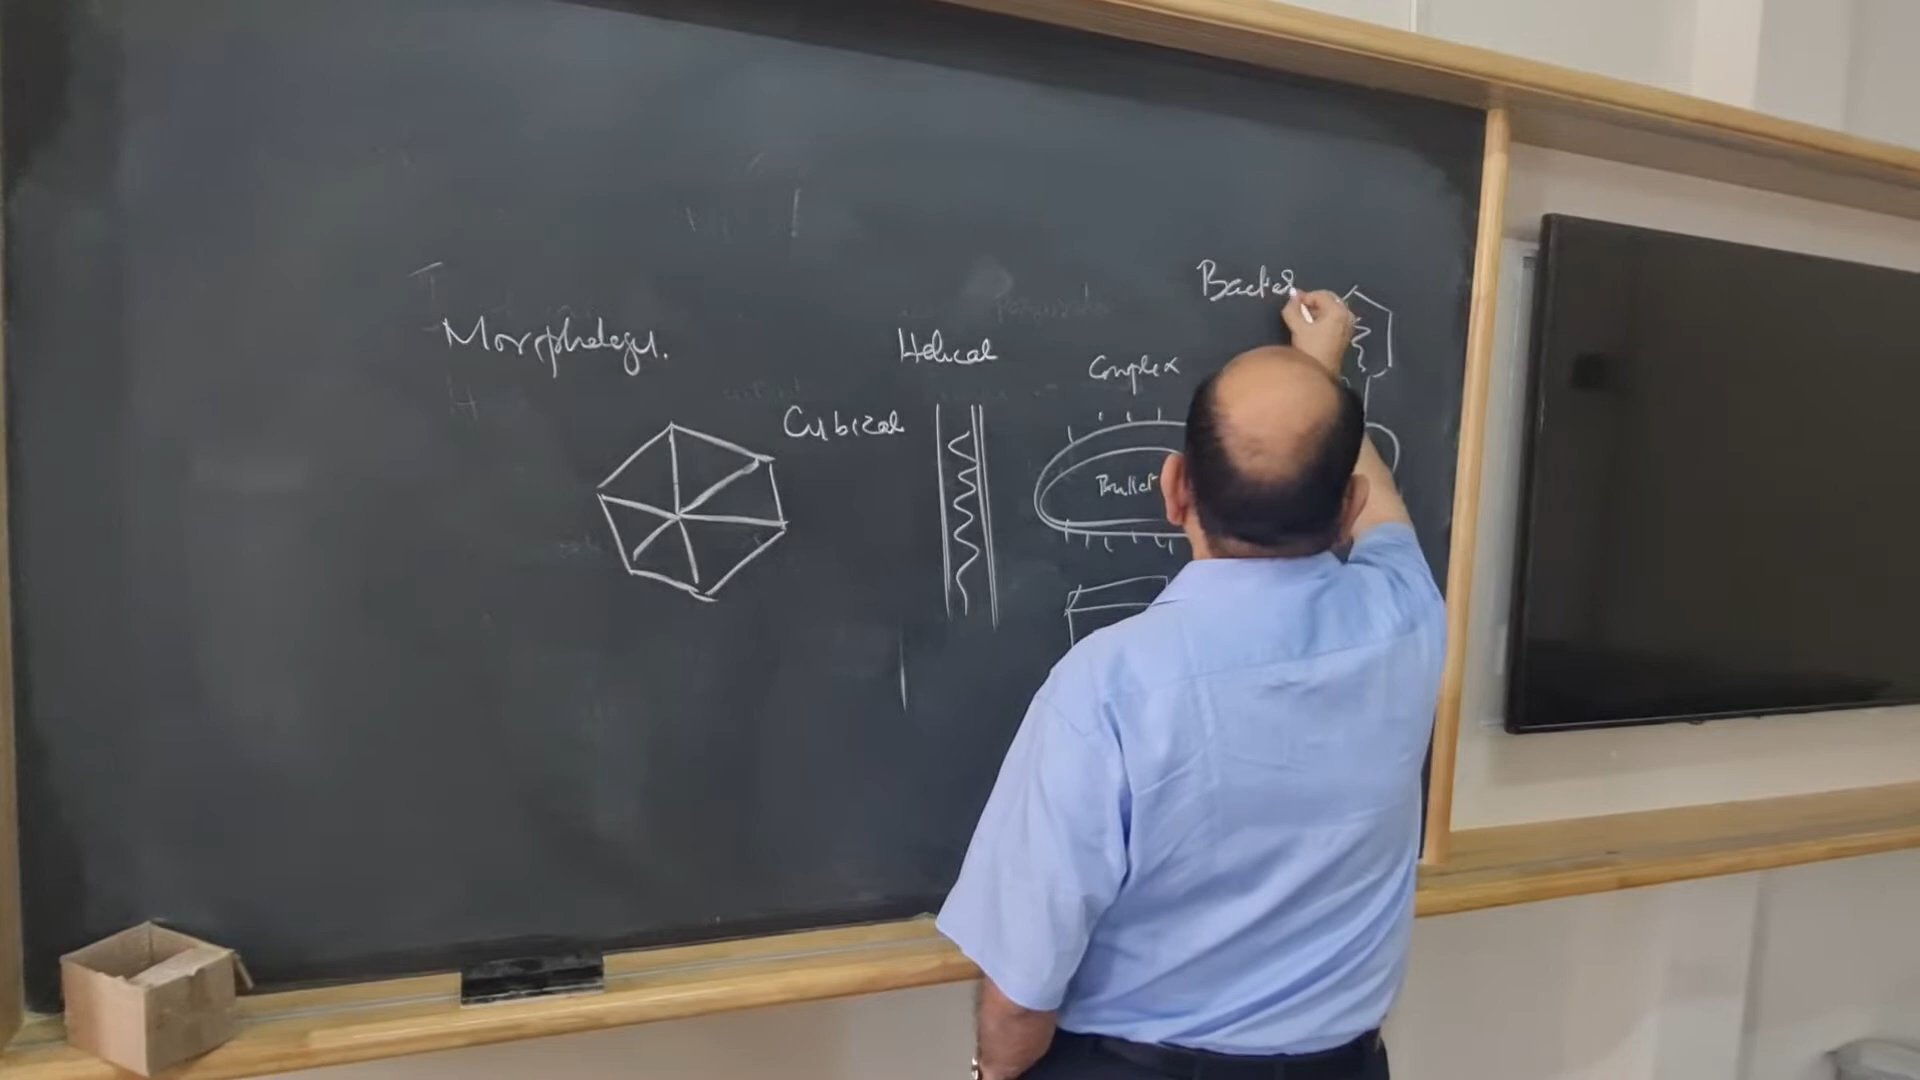 Morphology.
Cubical
Helical
Complex
Bullet
Bacter